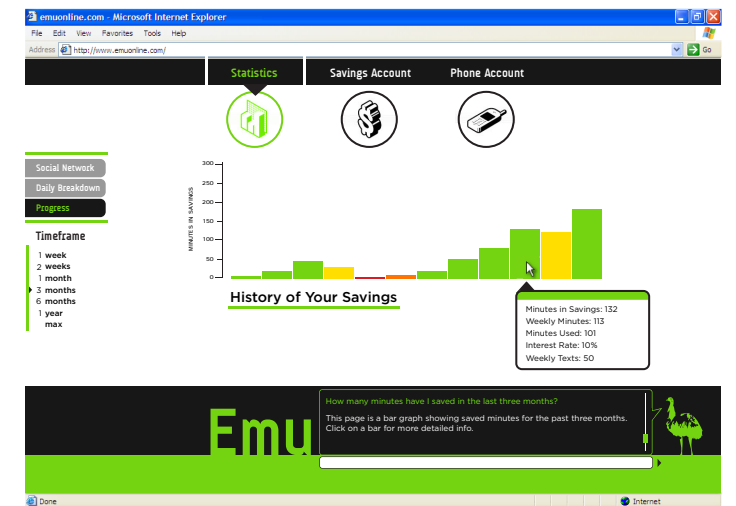 emuonline.com - Microsoft Internet Explorer
File Edit View Favorites Tools Help
Address http://www.emuonline.com/ Go
Statistics Savings Account Phone Account
Social Network
Daily Breakdown
Progress
Timeframe
1 week
2 weeks
1 month
3 months
6 months
1 year
max
MINUTES IN SAVINGS
300
250
200
150
100
50
0
History of Your Savings
Minutes in Savings: 132
Weekly Minutes: 113
Minutes Used: 101
Interest Rate: 10%
Weekly Texts: 50
Emu
How many minutes have I saved in the last three months?
This page is a bar graph showing saved minutes for the past three months.
Click on a bar for more detailed info.
Done Internet